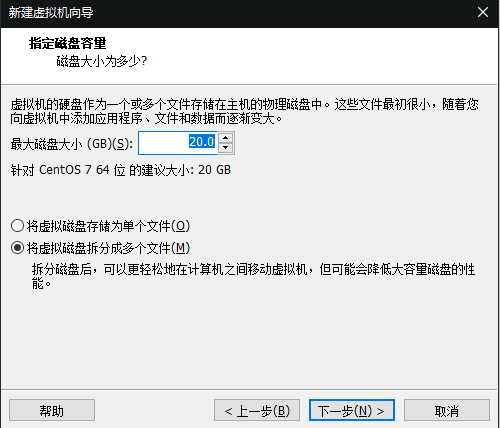 新建虚拟机向导
指定磁盘容量
磁盘大小为多少?
虚拟机的硬盘作为一个或多个文件存储在主机的物理磁盘中。这些文件最初很小，随着您
向虚拟机中添加应用程序、文件和数据而逐渐变大。
最大磁盘大小 (GB)(S): 20.0
针对 CentOS 7 64 位 的建议大小: 20 GB
将虚拟磁盘存储为单个文件(O)
将虚拟磁盘拆分成多个文件(M)
拆分磁盘后，可以更轻松地在计算机之间移动虚拟机，但可能会降低大容量磁盘的性
能。
帮助 < 上一步(B) 下一步(N) > 取消